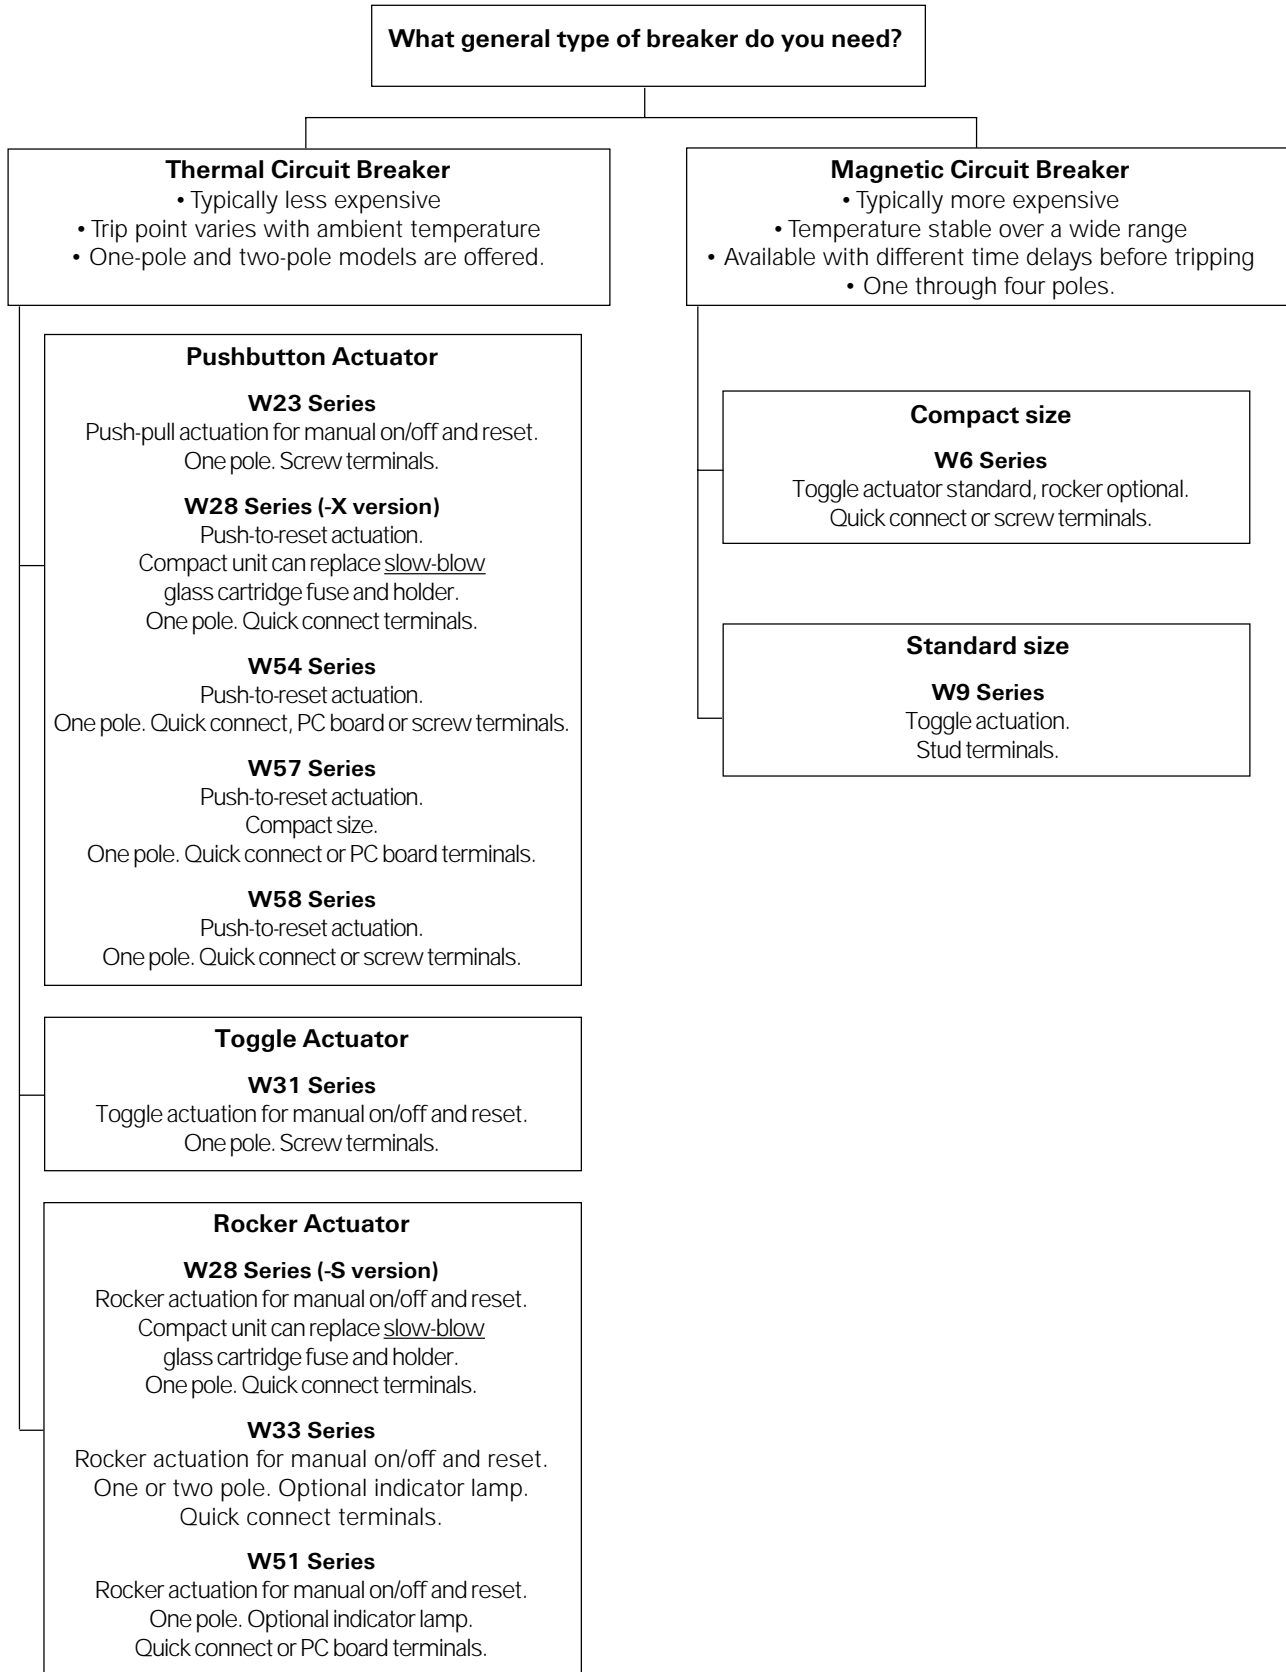 What general type of breaker do you need?
Thermal Circuit Breaker
• Typically less expensive
• Trip point varies with ambient temperature
• One-pole and two-pole models are offered.
Pushbutton Actuator
W23 Series
Push-pull actuation for manual on/off and reset.
One pole. Screw terminals.
W28 Series (-X version)
Push-to-reset actuation.
Compact unit can replace slow-blow
glass cartridge fuse and holder.
One pole. Quick connect terminals.
W54 Series
Push-to-reset actuation.
One pole. Quick connect, PC board or screw terminals.
W57 Series
Push-to-reset actuation.
Compact size.
One pole. Quick connect or PC board terminals.
W58 Series
Push-to-reset actuation.
One pole. Quick connect or screw terminals.
Toggle Actuator
W31 Series
Toggle actuation for manual on/off and reset.
One pole. Screw terminals.
Rocker Actuator
W28 Series (-S version)
Rocker actuation for manual on/off and reset.
Compact unit can replace slow-blow
glass cartridge fuse and holder.
One pole. Quick connect terminals.
W33 Series
Rocker actuation for manual on/off and reset.
One or two pole. Optional indicator lamp.
Quick connect terminals.
W51 Series
Rocker actuation for manual on/off and reset.
One pole. Optional indicator lamp.
Quick connect or PC board terminals.
Magnetic Circuit Breaker
• Typically more expensive
• Temperature stable over a wide range
• Available with different time delays before tripping
• One through four poles.
Compact size
W6 Series
Toggle actuator standard, rocker optional.
Quick connect or screw terminals.
Standard size
W9 Series
Toggle actuation.
Stud terminals.